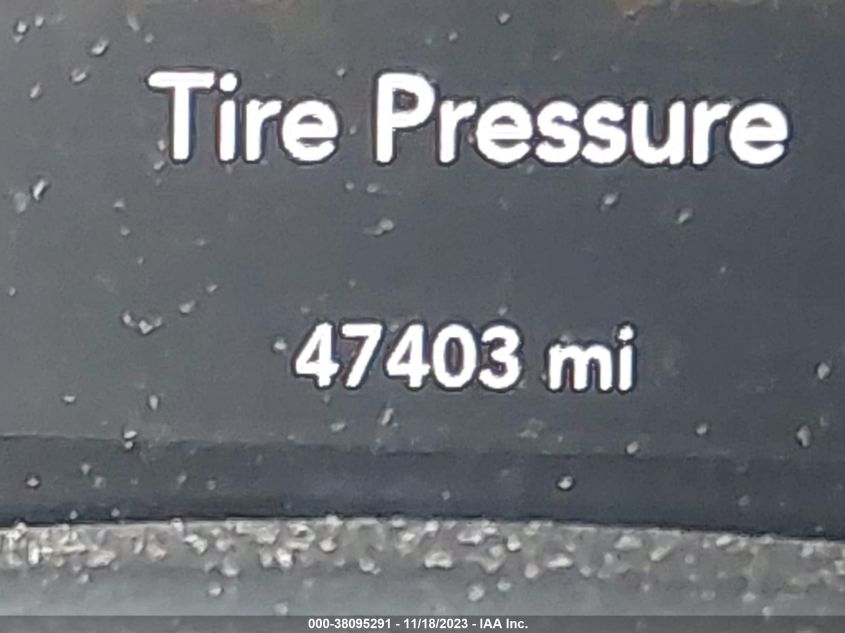 Tire Pressure
47403 mi
000-38095291 - 11/18/2023 - IAA Inc.